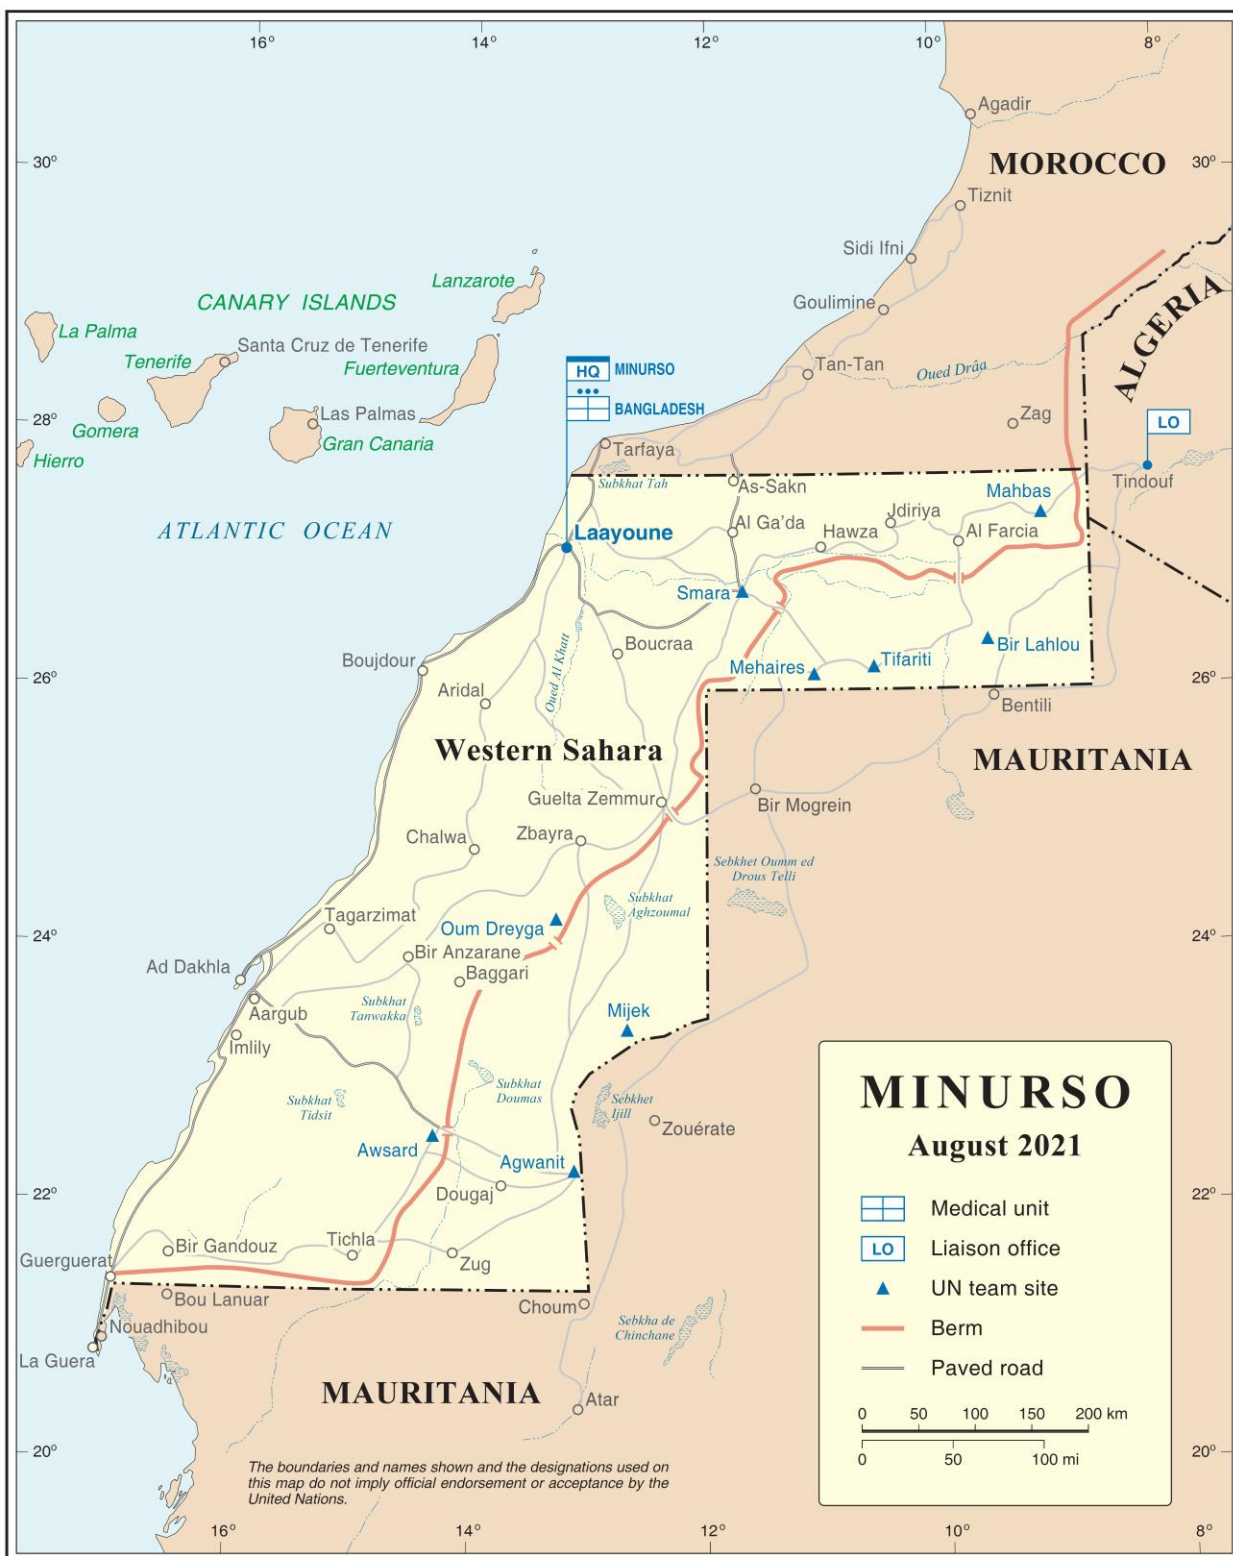 16°
14°
12°
10°
8°
Agadir
30°
MOROCCO
30°
Tiznit
Sidi Ifni
Lanzarote
CANARY ISLANDS
Goulimine
ALGERIA
La Palma
Santa Cruz de Tenerife
Tenerife
Fuerteventura
HQ
MINURSO
Tan-Tan
Oued Drâa
BANGLADESH
28°
Las Palmas
Zag
LO
28°
Gomera
Gran Canaria
Hierro
Tarfaya
Subkhat Tah
As-Sakn
Mahbas
Tindouf
ATLANTIC OCEAN
Laayoune
Al Ga'da
Jdiriya
Hawza
Al Farcia
Smara
Oued Al Khatt
Boucraa
Bir Lahlou
Boujdour
Mehaires
Tifariti
26°
Aridal
Bentili
26°
Western Sahara
MAURITANIA
Guelta Zemmur
Bir Mogrein
Chalwa
Zbayra
Sebkhet Oumm ed
Drous Telli
Subkhat
Aghzoumal
Tagarzimat
Oum Dreyga
24°
24°
Bir Anzarane
Ad Dakhla
Baggari
Aargub
Subkhat
Tanwakka
Mijek
Imlily
Subkhat
Doumas
Subkhat
Tidsit
Sebkhet
Ijill
Zouérate
Awsard
Agwanit
22°
Dougaj
22°
Bir Gandouz
Tichla
Guerguerat
Zug
Bou Lanuar
Choum
Nouadhibou
Sebkha de
Chinchane
La Guera
MAURITANIA
Atar
20°
20°
The boundaries and names shown and the designations used on
this map do not imply official endorsement or acceptance by the
United Nations.
MINURSO
August 2021
Medical unit
LO
Liaison office
UN team site
Berm
Paved road
0 50 100 150 200 km
0 50 100 mi
16°
14°
12°
10°
8°